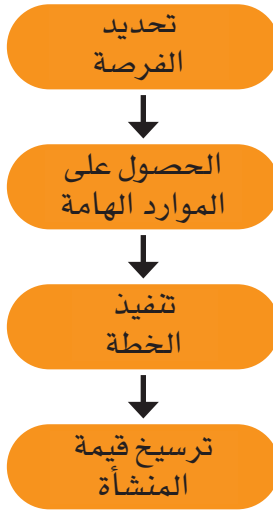 تحديد
الفرصة
الحصول على
الموارد الهامة
تنفيذ
الخطة
ترسيخ قيمة
المنشأة